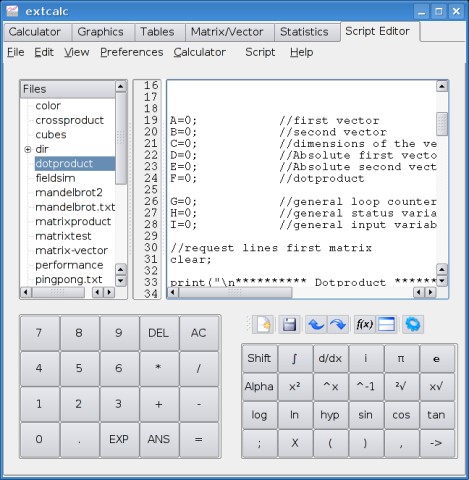 extcalc
Calculator Graphics Tables Matrix/Vector Statistics Script Editor
File Edit View Preferences Calculator Script Help
Files
color
crossproduct
cubes
dir
dotproduct
fieldsim
mandelbrot2
mandelbrot.txt
matrixproduct
matrixtest
matrix-vector
performance
pingpong.txt
16
17
18
19 A=0; //first vector
20 B=0; //second vector
21 C=0; //dimensions of the ve
22 D=0; //Absolute first vecto
23 E=0; //Absolute second vect
24 F=0; //dotproduct
25
26 G=0; //general loop counter
27 H=0; //general status varia
28 I=0; //general input variab
29
30 //request lines first matrix
31 clear;
32
33 print("\n********** Dotproduct ******
34
f(x)
7 8 9 DEL AC
4 5 6 * /
1 2 3 + -
0 . EXP ANS =
Shift ∫ d/dx i π e
Alpha x² ^x ^-1 ²√ x√
log ln hyp sin cos tan
; X ( ) , ->